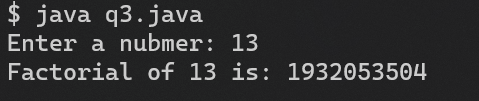 $ java q3.java
Enter a nubmer: 13
Factorial of 13 is: 1932053504